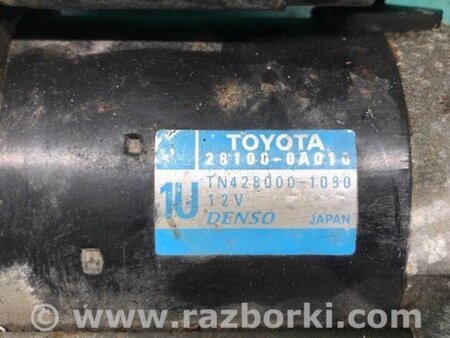 TOYOTA
28100-0A010
TN428000-1080
1U
12V
DENSO JAPAN
www.razborki.com